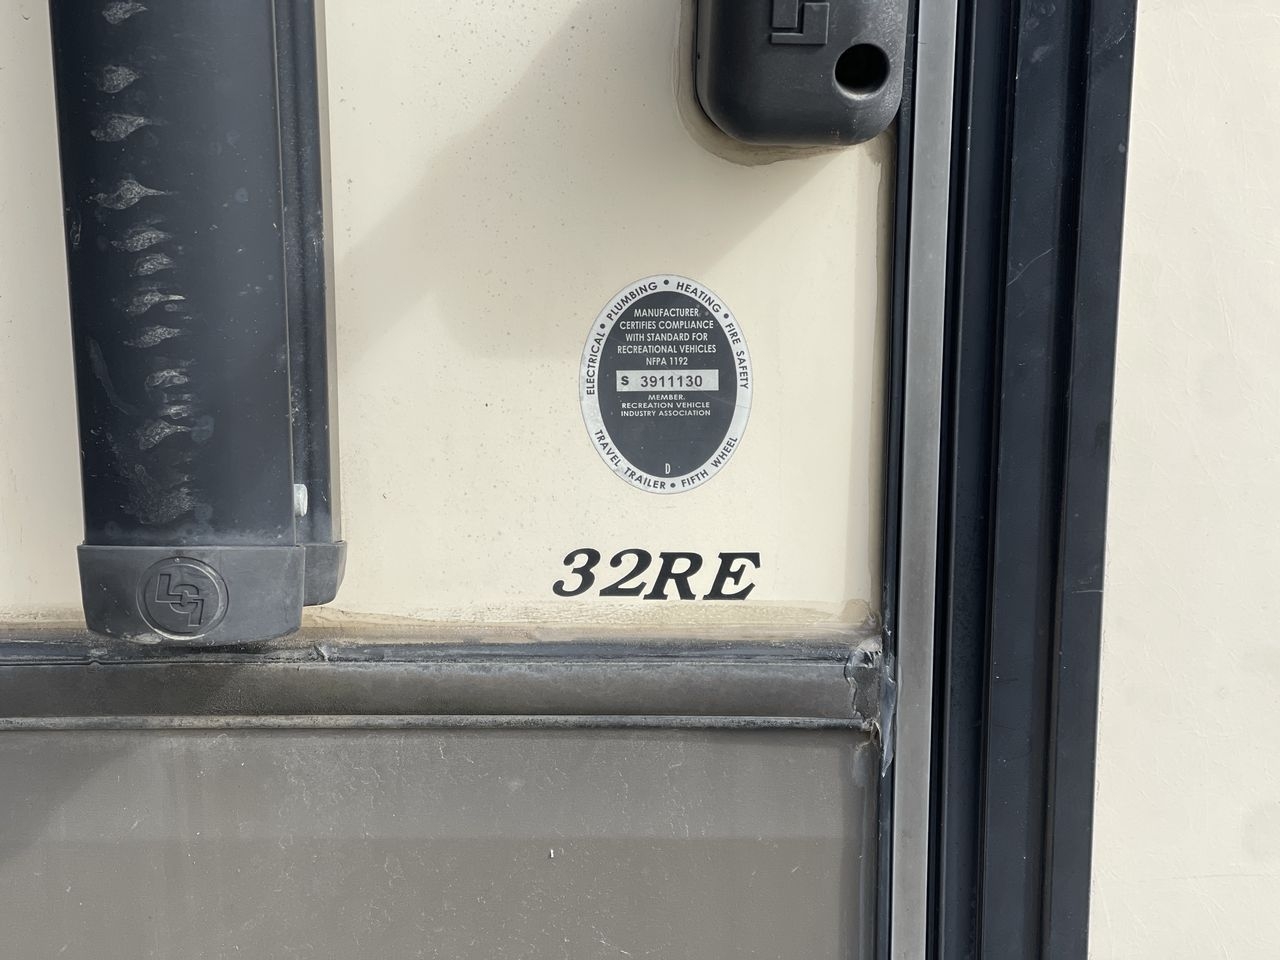 ELECTRICAL • PLUMBING • HEATING • FIRE SAFETY
MANUFACTURER
CERTIFIES COMPLIANCE
WITH STANDARD FOR
RECREATIONAL VEHICLES
NFPA 1192
S 3911130
MEMBER.
RECREATION VEHICLE
INDUSTRY ASSOCIATION
D
TRAVEL TRAILER • FIFTH WHEEL
32RE
LCI